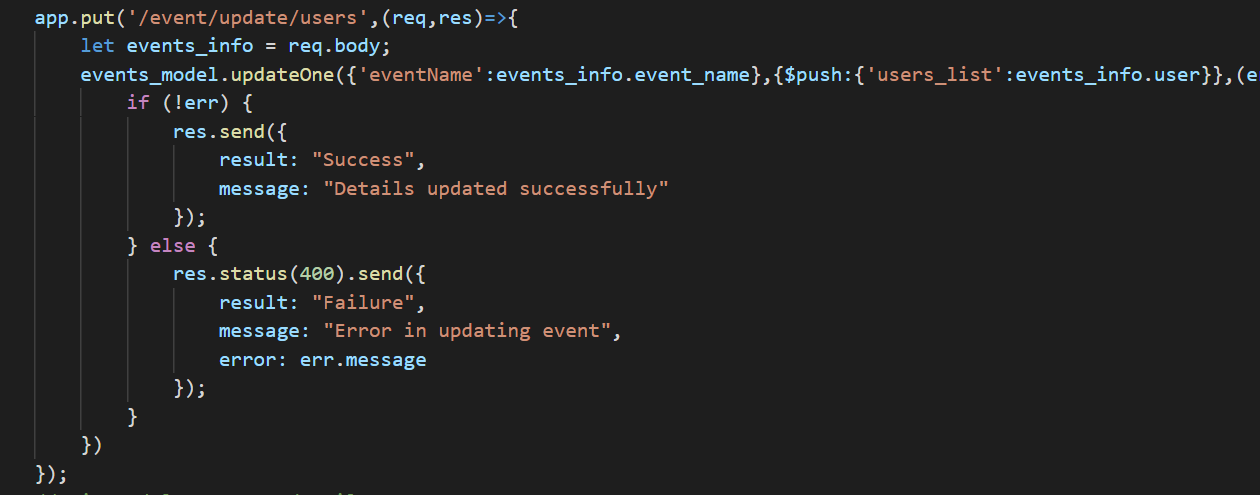 app.put('/event/update/users',(req,res)=>{
let events_info = req.body;
events_model.updateOne({'eventName':events_info.event_name},{$push:{'users_list':events_info.user}},(e
if (!err) {
res.send({
result: "Success",
message: "Details updated successfully"
});
} else {
res.status(400).send({
result: "Failure",
message: "Error in updating event",
error: err.message
});
}
})
});